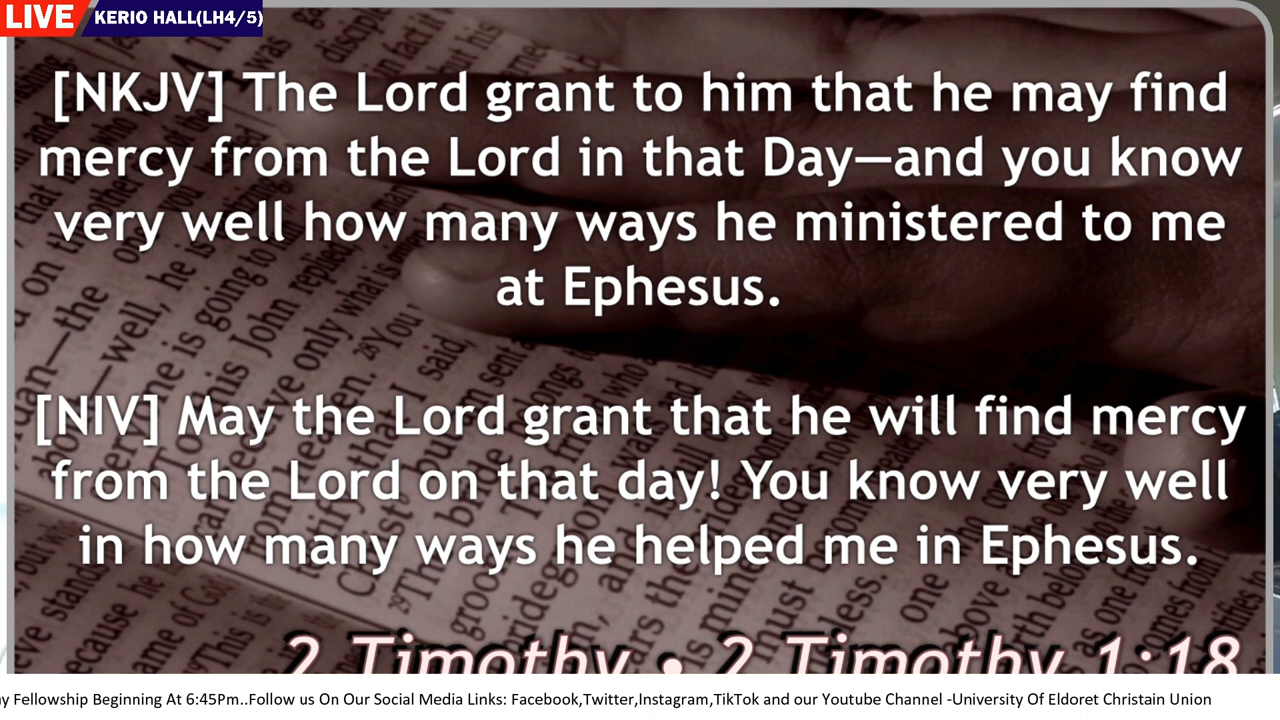 LIVE KERIO HALL(LH4/5)
[NKJV] The Lord grant to him that he may find
mercy from the Lord in that Day—and you know
very well how many ways he ministered to me
at Ephesus.
[NIV] May the Lord grant that he will find mercy
from the Lord on that day! You know very well
in how many ways he helped me in Ephesus.
2 Timothy • 2 Timothy 1:18
Fellowship Beginning At 6:45Pm..Follow us On Our Social Media Links: Facebook,Twitter,Instagram,TikTok and our Youtube Channel -University Of Eldoret Christain Union